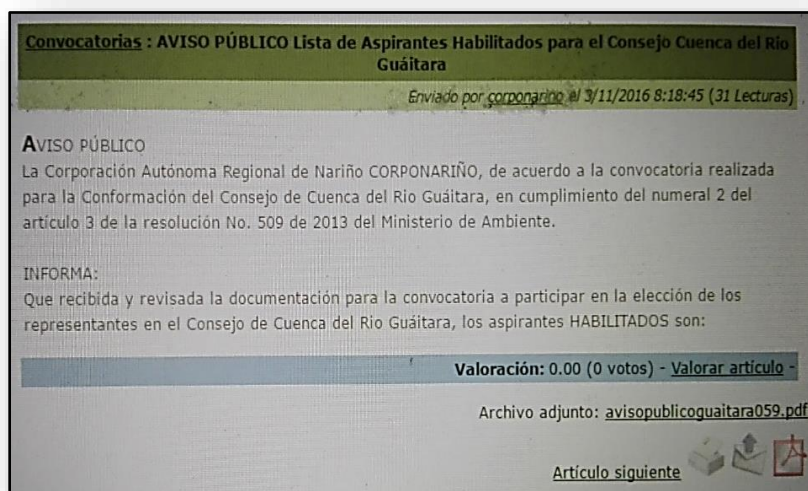 Convocatorias : AVISO PÚBLICO Lista de Aspirantes Habilitados para el Consejo Cuenca del Rio
Guáitara
Enviado por corponarino el 3/11/2016 8:18:45 (31 Lecturas)
AVISO PÚBLICO
La Corporación Autónoma Regional de Nariño CORPONARIÑO, de acuerdo a la convocatoria realizada
para la Conformación del Consejo de Cuenca del Rio Guáitara, en cumplimiento del numeral 2 del
artículo 3 de la resolución No. 509 de 2013 del Ministerio de Ambiente.
INFORMA:
Que recibida y revisada la documentación para la convocatoria a participar en la elección de los
representantes en el Consejo de Cuenca del Rio Guáitara, los aspirantes HABILITADOS son:
Valoración: 0.00 (0 votos) - Valorar artículo -
Archivo adjunto: avisopublicoguaitara059.pdf
Artículo siguiente